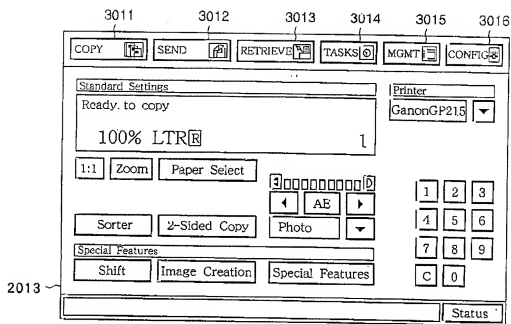 3011 3012 3013 3014 3015 3016
COPY SEND RETRIEVE TASKS MGMT CONFIG
Standard Settings Printer
Ready. to copy GanonGP215
100% LTR R 1
1:1 Zoom Paper Select
1 2 3
AE
4 5 6
Sorter 2-Sided Copy Photo
7 8 9
Special Features
Shift Image Creation Special Features C 0
2013
Status